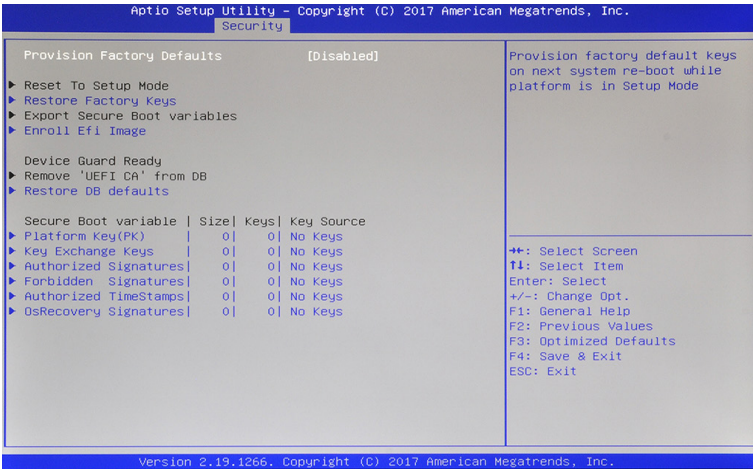 Aptio Setup Utility – Copyright (C) 2017 American Megatrends, Inc.
Security
Provision Factory Defaults [Disabled]
Reset To Setup Mode
Restore Factory Keys
Export Secure Boot variables
Enroll Efi Image
Device Guard Ready
Remove 'UEFI CA' from DB
Restore DB defaults
Secure Boot variable | Size| Keys| Key Source
Platform Key(PK) | 0| 0| No Keys
Key Exchange Keys | 0| 0| No Keys
Authorized Signatures| 0| 0| No Keys
Forbidden Signatures| 0| 0| No Keys
Authorized TimeStamps| 0| 0| No Keys
OsRecovery Signatures| 0| 0| No Keys
Provision factory default keys
on next system re-boot while
platform is in Setup Mode
→←: Select Screen
↑↓: Select Item
Enter: Select
+/-: Change Opt.
F1: General Help
F2: Previous Values
F3: Optimized Defaults
F4: Save & Exit
ESC: Exit
Version 2.19.1266. Copyright (C) 2017 American Megatrends, Inc.